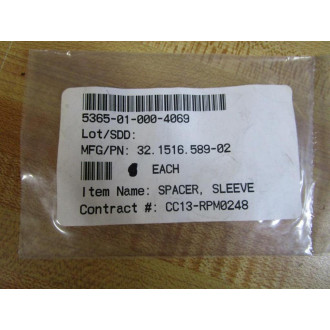 5365-01-000-4069
Lot/SDD:
MFG/PN: 32.1516.589-02
EACH
Item Name: SPACER, SLEEVE
Contract #: CC13-RPM0248